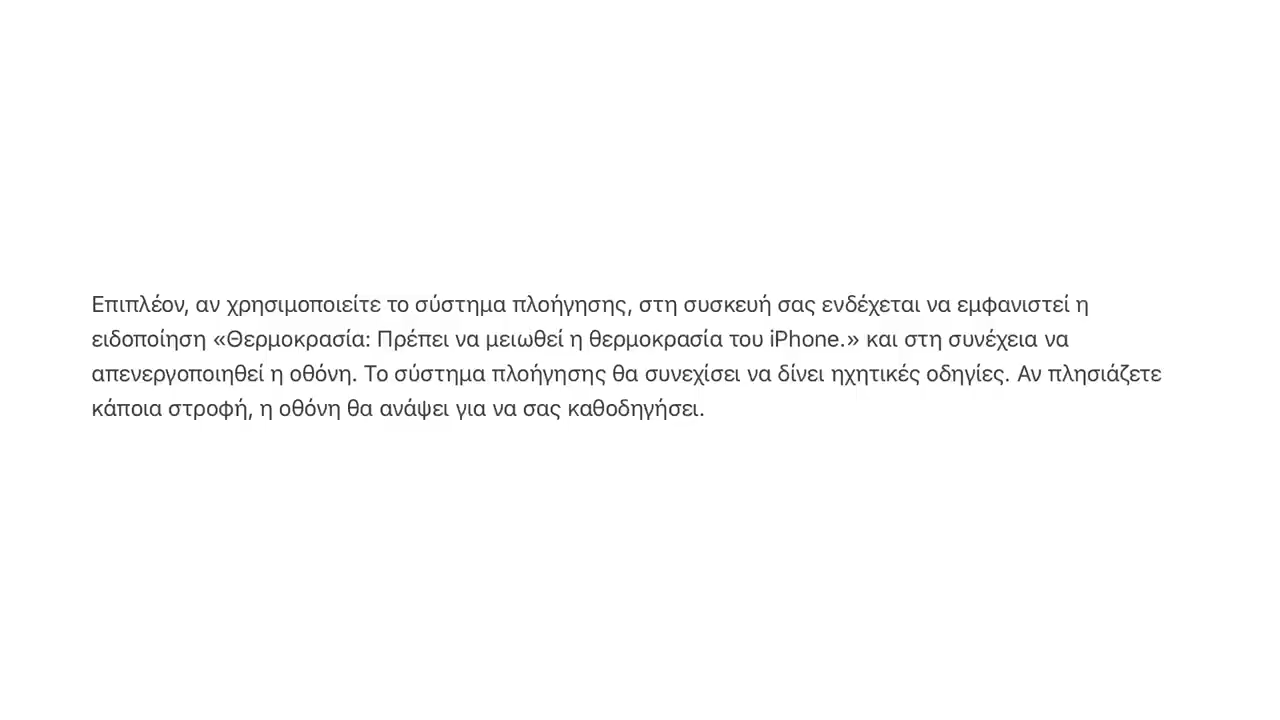 Επιπλέον, αν χρησιμοποιείτε το σύστημα πλοήγησης, στη συσκευή σας ενδέχεται να εμφανιστεί η
ειδοποίηση «Θερμοκρασία: Πρέπει να μειωθεί η θερμοκρασία του iPhone.» και στη συνέχεια να
απενεργοποιηθεί η οθόνη. Το σύστημα πλοήγησης θα συνεχίσει να δίνει ηχητικές οδηγίες. Αν πλησιάζετε
κάποια στροφή, η οθόνη θα ανάψει για να σας καθοδηγήσει.